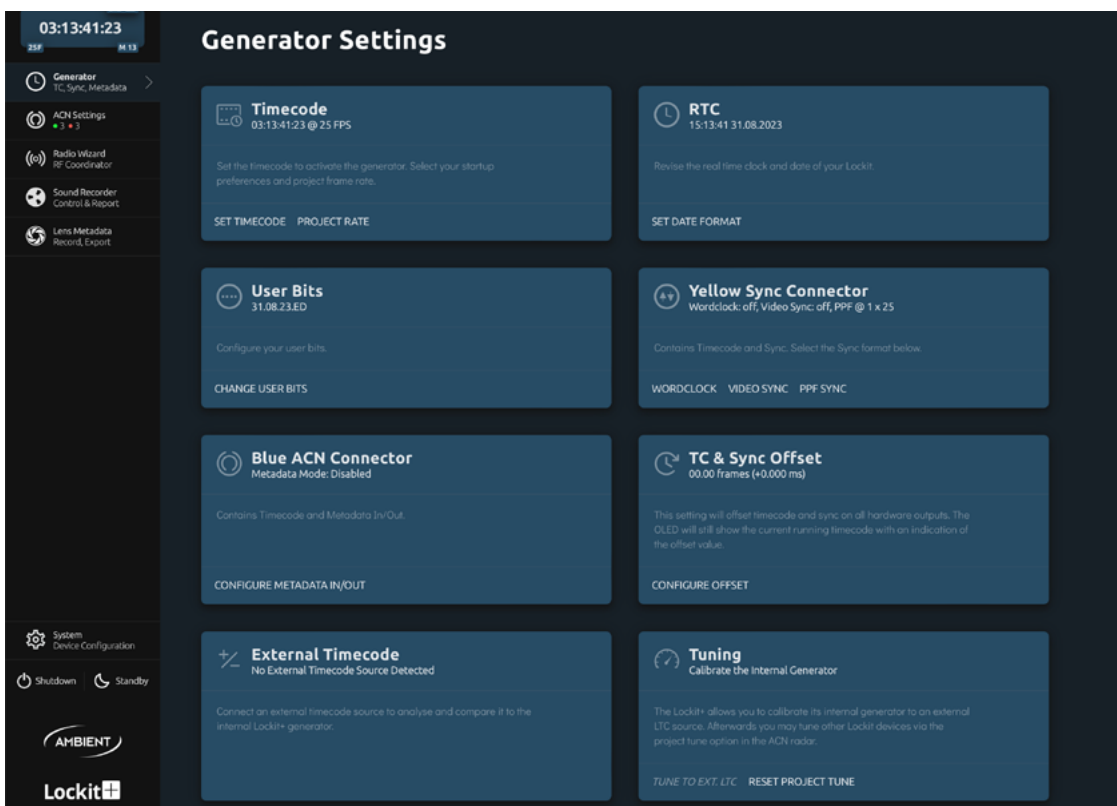 03:13:41:23
25F M 13
Generator
TC, Sync, Metadata
ACN Settings
3 3
Radio Wizard
RF Coordinator
Sound Recorder
Control & Report
Lens Metadata
Record, Export
System
Device Configuration
Shutdown Standby
AMBIENT
Lockit+
Generator Settings
Timecode
03:13:41:23 @ 25 FPS
Set the timecode to activate the generator. Select your startup
preferences and project frame rate.
SET TIMECODE PROJECT RATE
RTC
15:13:41 31.08.2023
Revise the real time clock and date of your Lockit.
SET DATE FORMAT
User Bits
31.08.23.ED
Configure your user bits.
CHANGE USER BITS
Yellow Sync Connector
Wordclock: off, Video Sync: off, PPF @ 1 x 25
Contains Timecode and Sync. Select the Sync format below.
WORDCLOCK VIDEO SYNC PPF SYNC
Blue ACN Connector
Metadata Mode: Disabled
Contains Timecode and Metadata In/Out.
CONFIGURE METADATA IN/OUT
TC & Sync Offset
00.00 frames (+0.000 ms)
This setting will offset timecode and sync on all hardware outputs. The
OLED will still show the current running timecode with an indication of
the offset value.
CONFIGURE OFFSET
External Timecode
No External Timecode Source Detected
Connect an external timecode source to analyse and compare it to the
internal Lockit+ generator.
Tuning
Calibrate the Internal Generator
The Lockit+ allows you to calibrate its internal generator to an external
LTC source. Afterwards you may tune other Lockit devices via the
project tune option in the ACN radar.
TUNE TO EXT. LTC RESET PROJECT TUNE